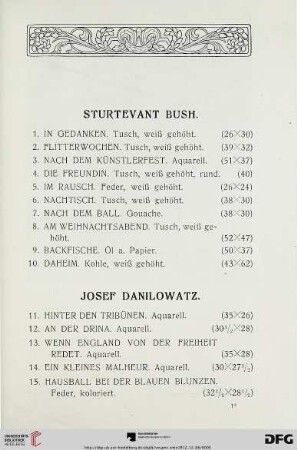 STURTEVANT BUSH.
1. IN GEDANKEN. Tusch, weiß gehöht. (26×30)
2. FLITTERWOCHEN. Tusch, weiß gehöht. (39×32)
3. NACH DEM KÜNSTLERFEST. Aquarell. (51×37)
4. DIE FREUNDIN. Tusch, weiß gehöht, rund. (40)
5. IM RAUSCH. Feder, weiß gehöht. (26×24)
6. NACHTISCH. Tusch, weiß gehöht. (38×30)
7. NACH DEM BALL. Gouache. (38×30)
8. AM WEIHNACHTSABEND. Tusch, weiß ge-
höht. (52×47)
9. BACKFISCHE. Öl a. Papier. (50×37)
10. DAHEIM. Kohle, weiß gehöht. (43×62)
JOSEF DANILOWATZ.
11. HINTER DEN TRIBÜNEN. Aquarell. (35×26)
12. AN DER DRINA. Aquarell. (30½×28)
13. WENN ENGLAND VON DER FREIHEIT
REDET. Aquarell. (35×28)
14. EIN KLEINES MALHEUR. Aquarell. (30×27½)
15. HAUSBALL BEI DER BLAUEN BLUNZEN.
Feder, koloriert. (32½×28½)
UNIVERSITÄTS-
BIBLIOTHEK
HEIDELBERG
DFG